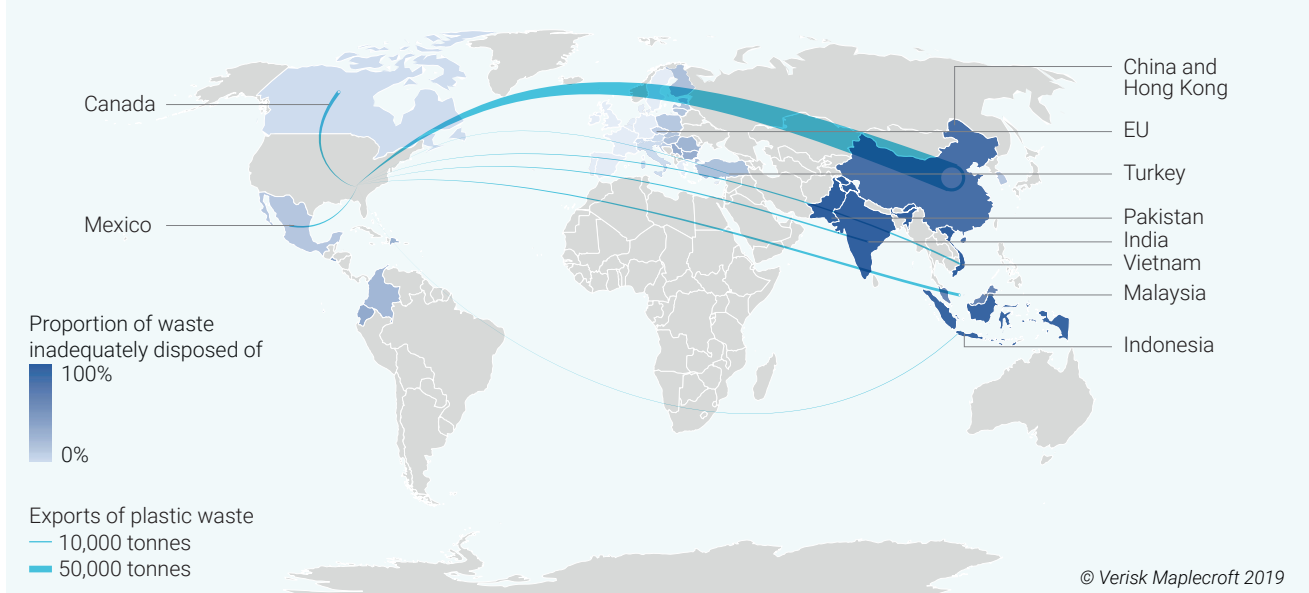 Canada
Mexico
China and
Hong Kong
EU
Turkey
Pakistan
India
Vietnam
Malaysia
Indonesia
Proportion of waste
inadequately disposed of
100%
0%
Exports of plastic waste
10,000 tonnes
50,000 tonnes
© Verisk Maplecroft 2019